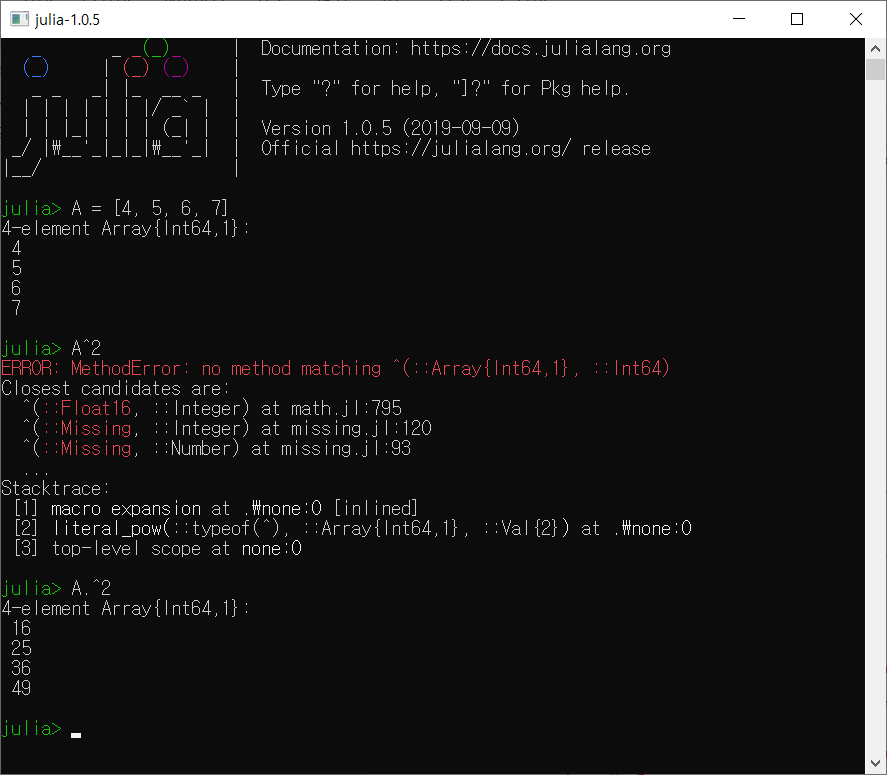 julia-1.0.5
               _
   _       _ _(_)_     |  Documentation: https://docs.julialang.org
  (_)     | (_) (_)    |
   _ _   _| |_  __ _   |  Type "?" for help, "]?" for Pkg help.
  | | | | | | |/ _` |  |
  | | |_| | | | (_| |  |  Version 1.0.5 (2019-09-09)
 _/ |₩__'_|_|_|₩__'_|  |  Official https://julialang.org/ release
|__/                   |
julia> A = [4, 5, 6, 7]
4-element Array{Int64,1}:
 4
 5
 6
 7
julia> A^2
ERROR: MethodError: no method matching ^(::Array{Int64,1}, ::Int64)
Closest candidates are:
  ^(::Float16, ::Integer) at math.jl:795
  ^(::Missing, ::Integer) at missing.jl:120
  ^(::Missing, ::Number) at missing.jl:93
  ...
Stacktrace:
 [1] macro expansion at .₩none:0 [inlined]
 [2] literal_pow(::typeof(^), ::Array{Int64,1}, ::Val{2}) at .₩none:0
 [3] top-level scope at none:0
julia> A.^2
4-element Array{Int64,1}:
 16
 25
 36
 49
julia>